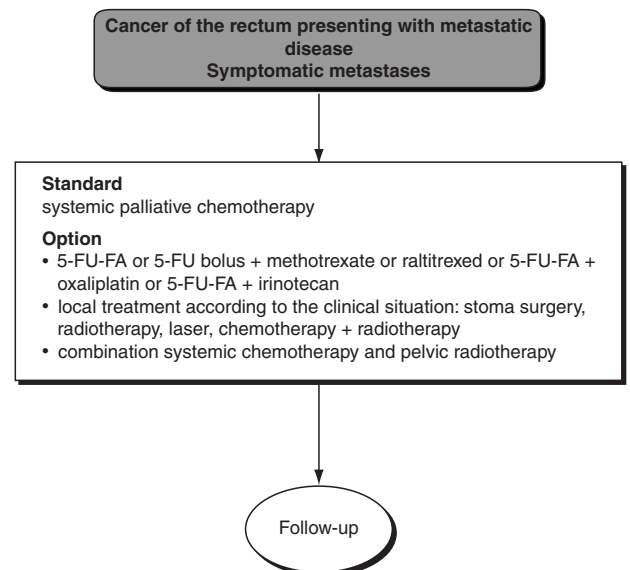 Cancer of the rectum presenting with metastatic
disease
Symptomatic metastases
Standard
systemic palliative chemotherapy
Option
• 5-FU-FA or 5-FU bolus + methotrexate or raltitrexed or 5-FU-FA +
oxaliplatin or 5-FU-FA + irinotecan
• local treatment according to the clinical situation: stoma surgery,
radiotherapy, laser, chemotherapy + radiotherapy
• combination systemic chemotherapy and pelvic radiotherapy
Follow-up